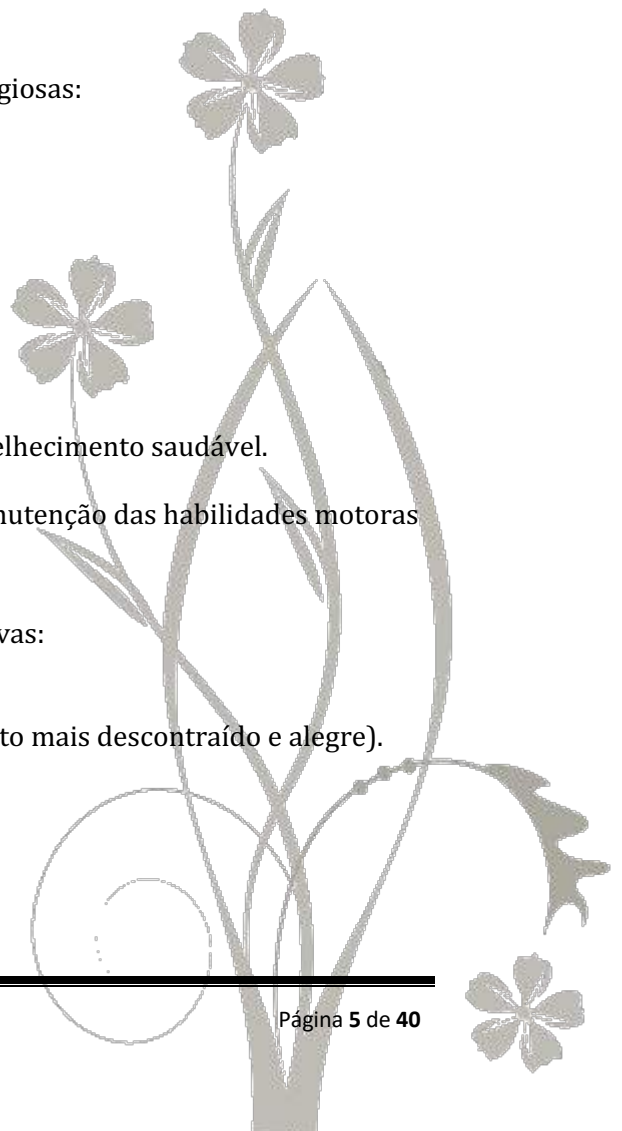 giosas:
elhecimento saudável.
nutenção das habilidades motoras
vas:
to mais descontraído e alegre).
Página 5 de 40